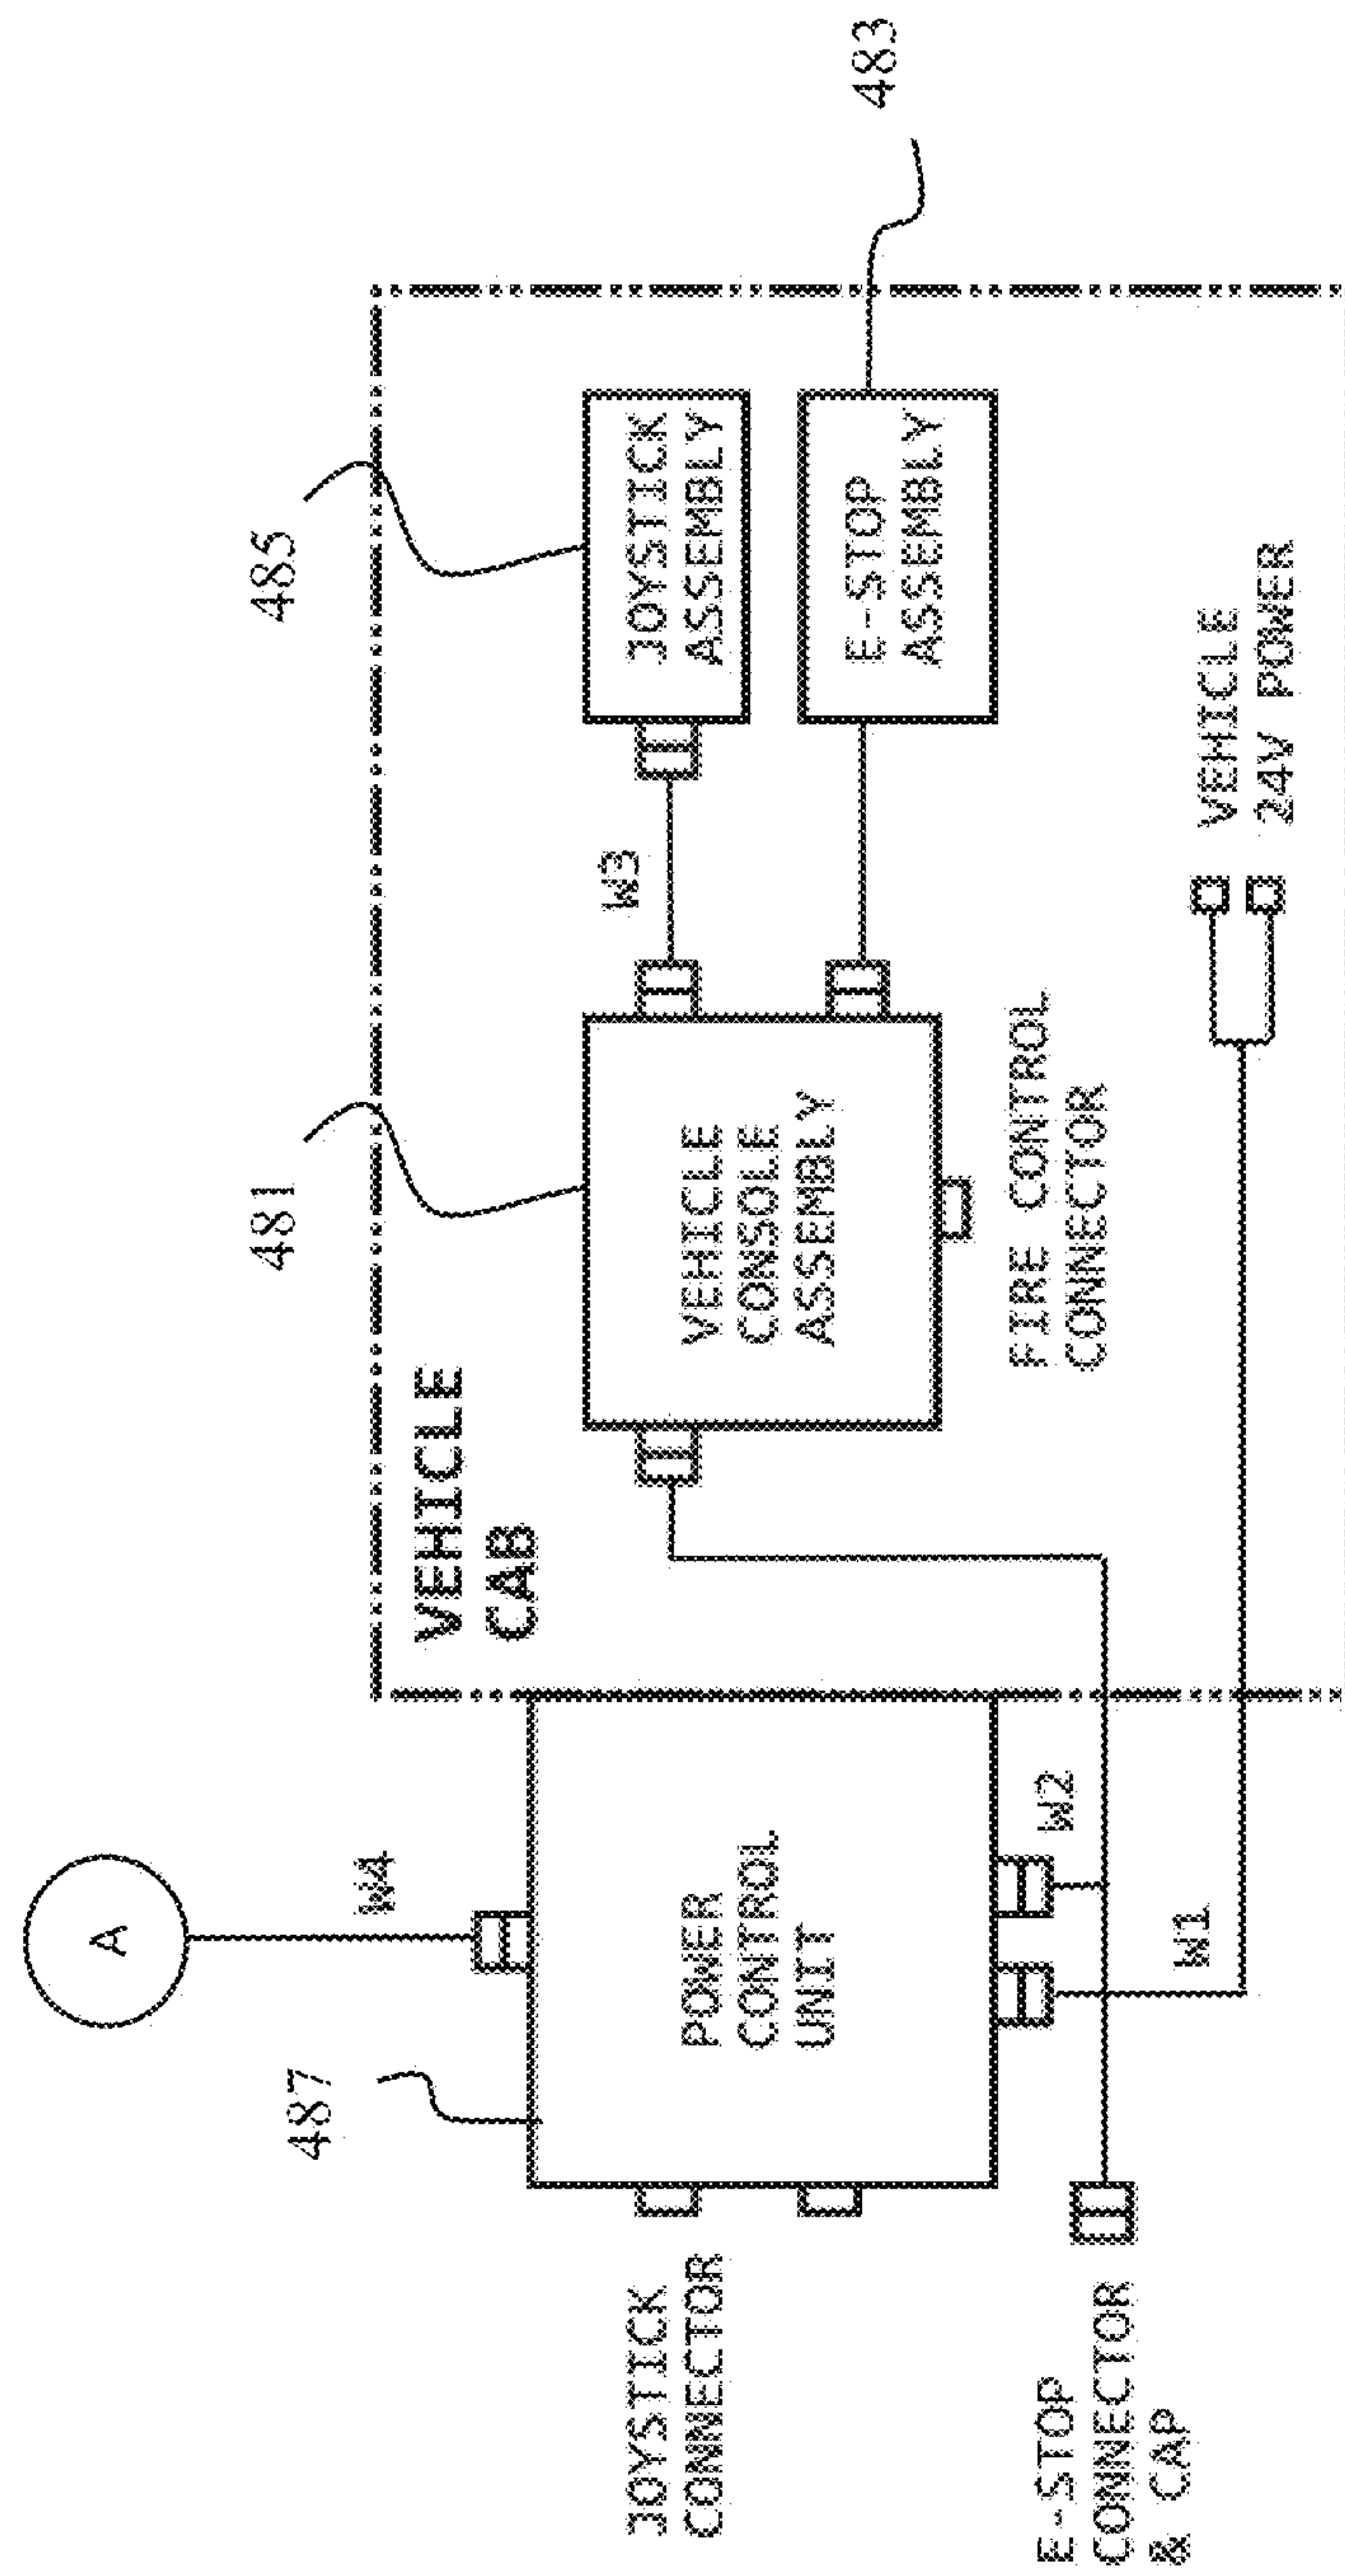 A
W4
487
481
485
483
VEHICLE
CAB
POWER
CONTROL
UNIT
VEHICLE
CONSOLE
ASSEMBLY
W3
JOYSTICK
ASSEMBLY
E-STOP
ASSEMBLY
JOYSTICK
CONNECTOR
FIRE CONTROL
CONNECTOR
W2
W1
E-STOP
CONNECTOR
& CAP
VEHICLE
24V POWER